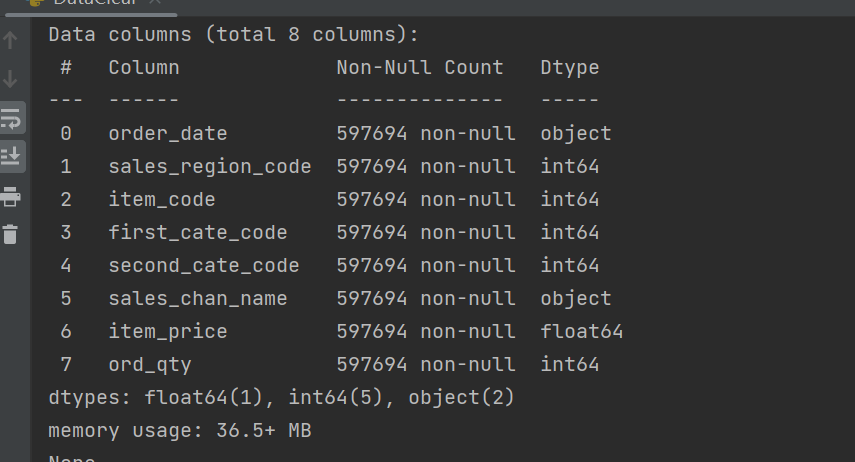 DataClear
Data columns (total 8 columns):
 #   Column             Non-Null Count   Dtype
---  ------             --------------   -----
 0   order_date         597694 non-null  object
 1   sales_region_code  597694 non-null  int64
 2   item_code          597694 non-null  int64
 3   first_cate_code    597694 non-null  int64
 4   second_cate_code   597694 non-null  int64
 5   sales_chan_name    597694 non-null  object
 6   item_price         597694 non-null  float64
 7   ord_qty            597694 non-null  int64
dtypes: float64(1), int64(5), object(2)
memory usage: 36.5+ MB
None